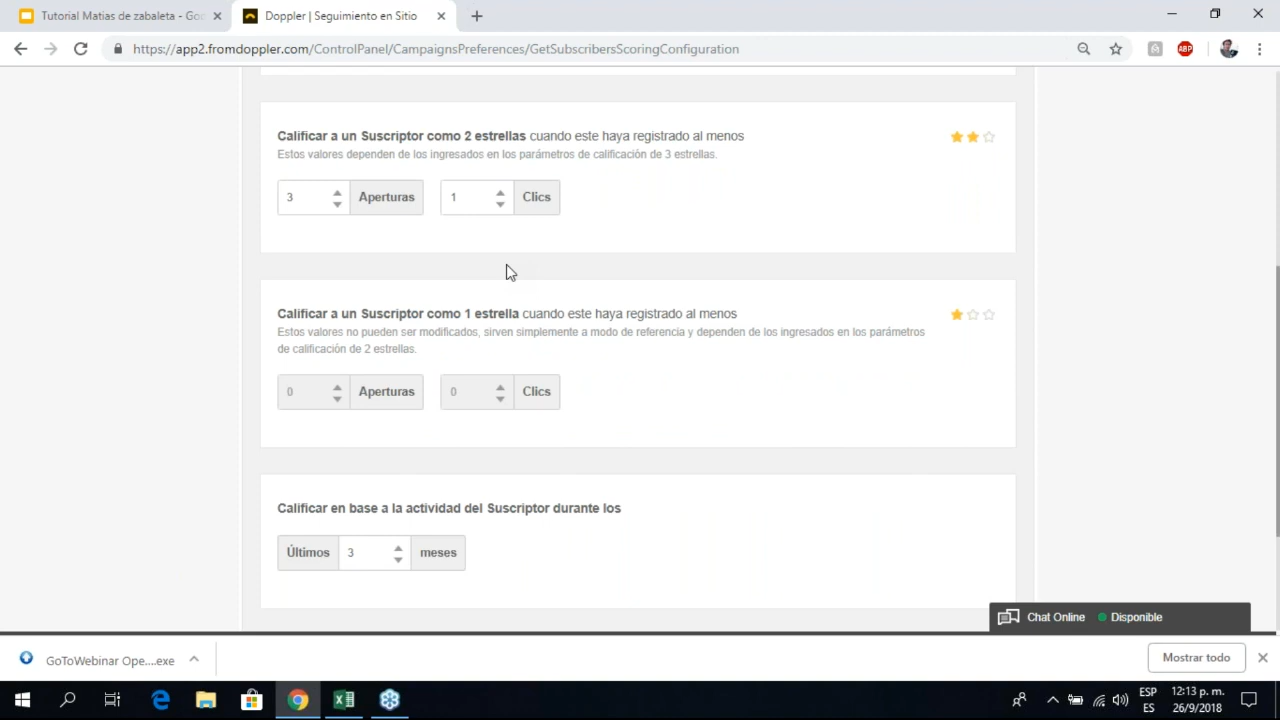 Tutorial Matias de zabaleta - Goo
Doppler | Seguimiento en Sitio
https://app2.fromdoppler.com/ControlPanel/CampaignsPreferences/GetSubscribersScoringConfiguration
ABP
Calificar a un Suscriptor como 2 estrellas cuando este haya registrado al menos
Estos valores dependen de los ingresados en los parámetros de calificación de 3 estrellas.
3 Aperturas 1 Clics
Calificar a un Suscriptor como 1 estrella cuando este haya registrado al menos
Estos valores no pueden ser modificados, sirven simplemente a modo de referencia y dependen de los ingresados en los parámetros
de calificación de 2 estrellas.
0 Aperturas 0 Clics
Calificar en base a la actividad del Suscriptor durante los
Últimos 3 meses
Chat Online Disponible
GoToWebinar Ope....exe
Mostrar todo
ESP 12:13 p. m.
ES 26/9/2018